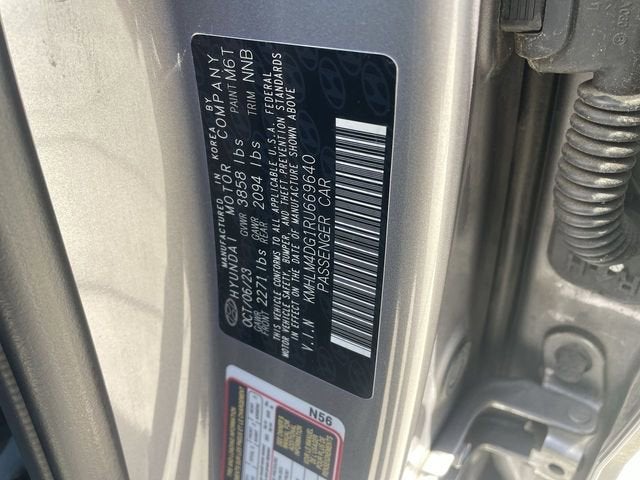 MANUFACTURED IN KOREA BY
HYUNDAI MOTOR COMPANY
OCT/06/23 GVWR 3858 lbs PAINT M6T
GAWR FRONT 2271 lbs GAWR REAR 2094 lbs TRIM NNB
THIS VEHICLE CONFORMS TO ALL APPLICABLE U.S.A. FEDERAL
MOTOR VEHICLE SAFETY, BUMPER, AND THEFT PREVENTION STANDARDS
IN EFFECT ON THE DATE OF MANUFACTURE SHOWN ABOVE
V.I.N KMHLM4DG1RU669640
PASSENGER CAR
N56